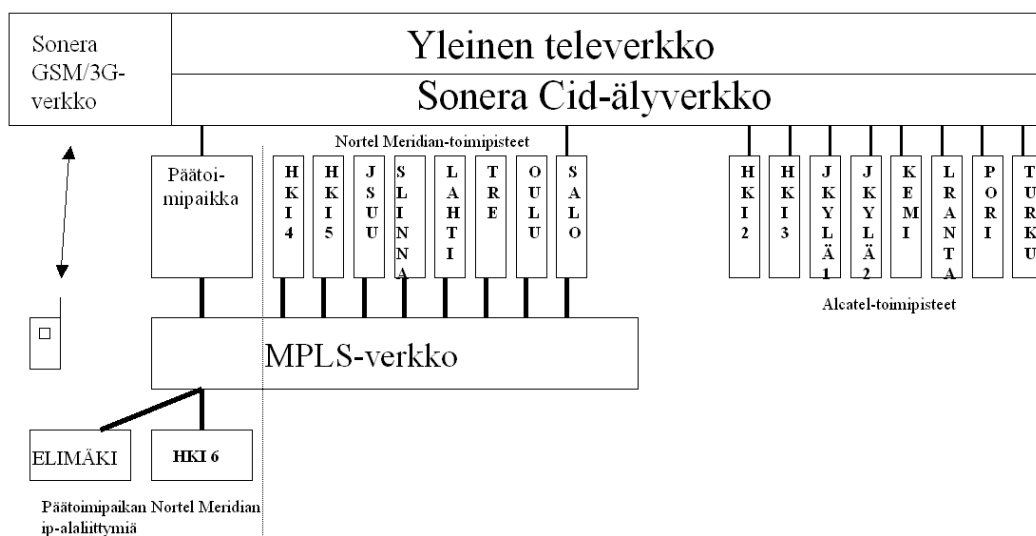 Sonera
GSM/3G-
verkko
Yleinen televerkko
Sonera Cid-älyverkko
Nortel Meridian-toimipisteet
Päätoi-
mipaikka
HKI4
HKI5
JSUU
SLINNA
LAHTI
TRE
OULU
SALO
HKI2
HKI3
JKYLÄ1
JKYLÄ2
KEMI
LRANTA
PORI
TURKU
Alcatel-toimipisteet
MPLS-verkko
ELIMÄKI
HKI 6
Päätoimipaikan Nortel Meridian
ip-alaliittymiä